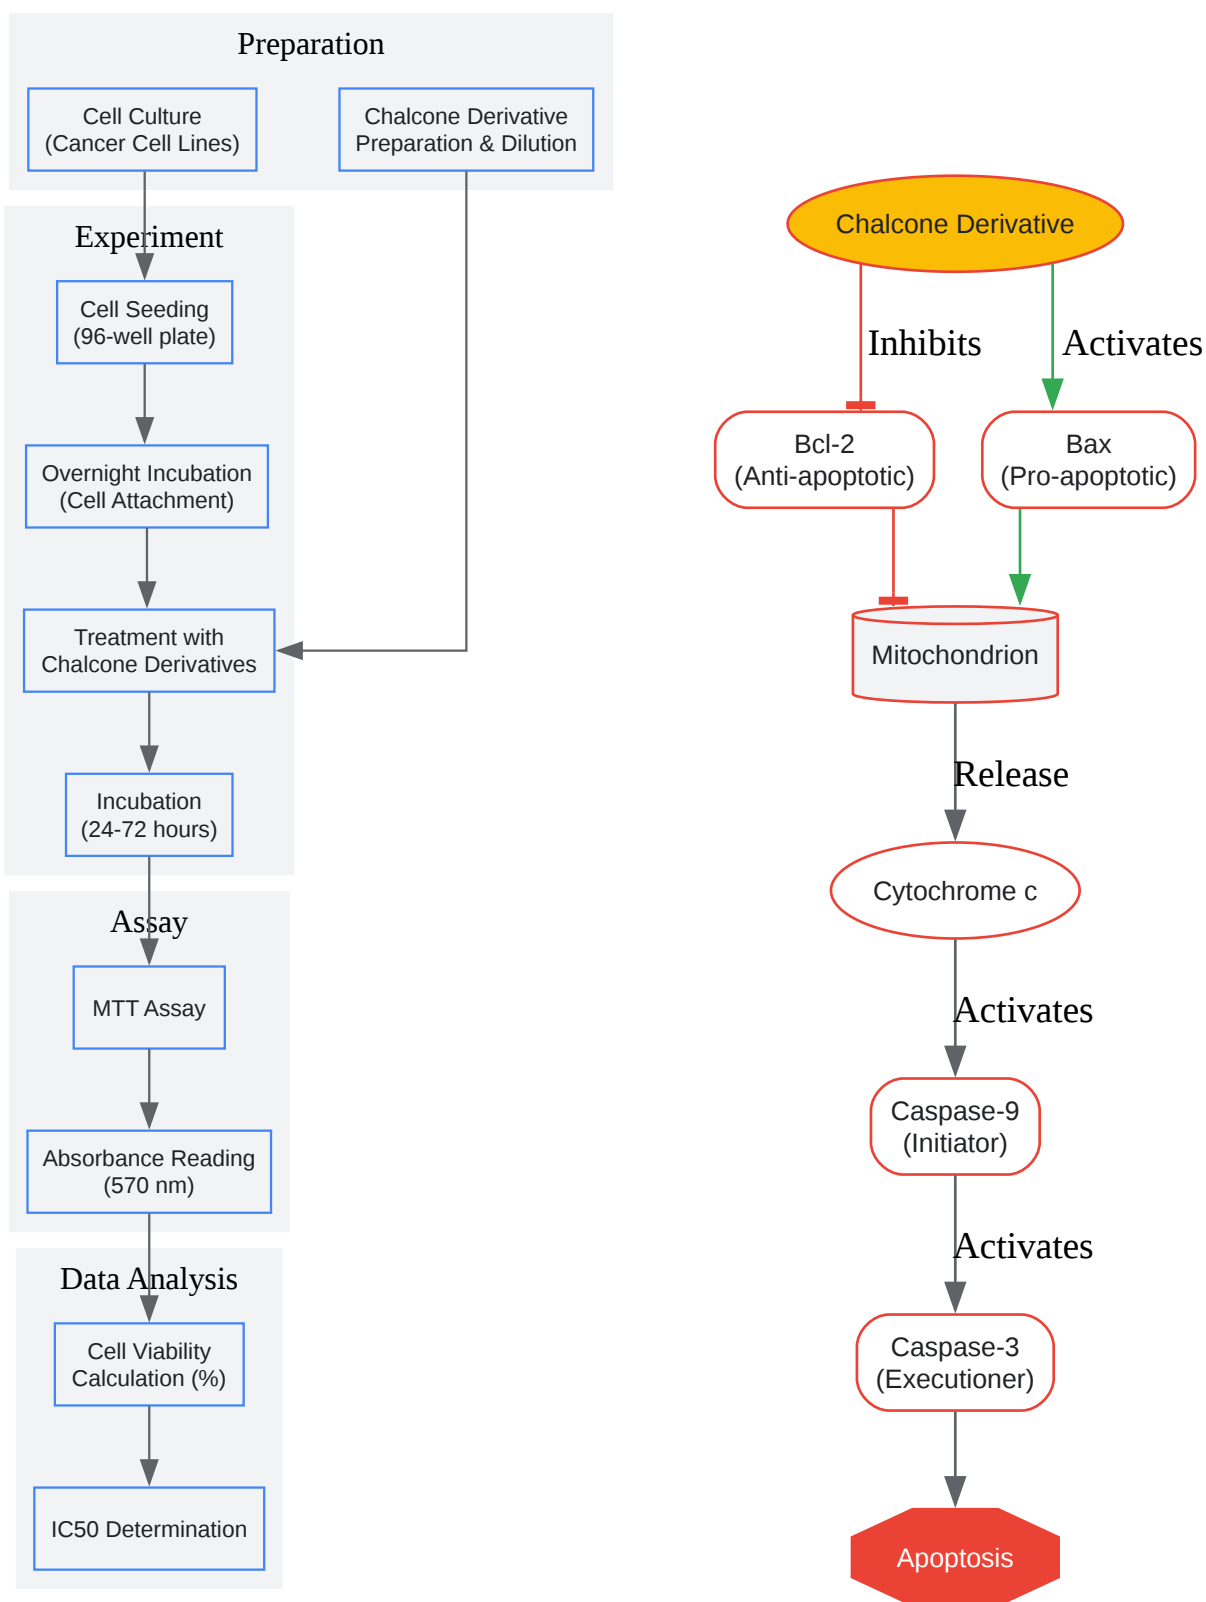 Preparation
Cell Culture
(Cancer Cell Lines)
Chalcone Derivative
Preparation & Dilution
Experiment
Cell Seeding
(96-well plate)
Overnight Incubation
(Cell Attachment)
Treatment with
Chalcone Derivatives
Incubation
(24-72 hours)
Assay
MTT Assay
Absorbance Reading
(570 nm)
Data Analysis
Cell Viability
Calculation (%)
IC50 Determination
Chalcone Derivative
Inhibits
Activates
Bcl-2
(Anti-apoptotic)
Bax
(Pro-apoptotic)
Mitochondrion
Release
Cytochrome c
Activates
Caspase-9
(Initiator)
Activates
Caspase-3
(Executioner)
Apoptosis